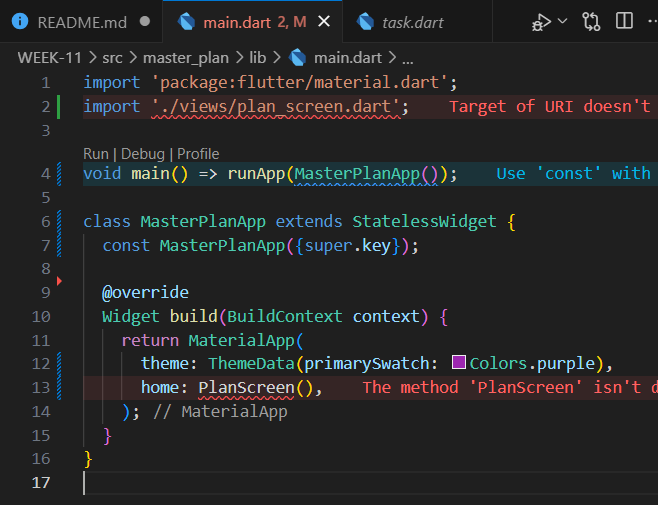 README.md
main.dart 2, M
task.dart
WEEK-11 > src > master_plan > lib > main.dart > ...
1 import 'package:flutter/material.dart';
2 import './views/plan_screen.dart'; Target of URI doesn't
3
Run | Debug | Profile
4 void main() => runApp(MasterPlanApp()); Use 'const' with
5
6 class MasterPlanApp extends StatelessWidget {
7 const MasterPlanApp({super.key});
8
9 @override
10 Widget build(BuildContext context) {
11 return MaterialApp(
12 theme: ThemeData(primarySwatch: Colors.purple),
13 home: PlanScreen(), The method 'PlanScreen' isn't d
14 ); // MaterialApp
15 }
16 }
17